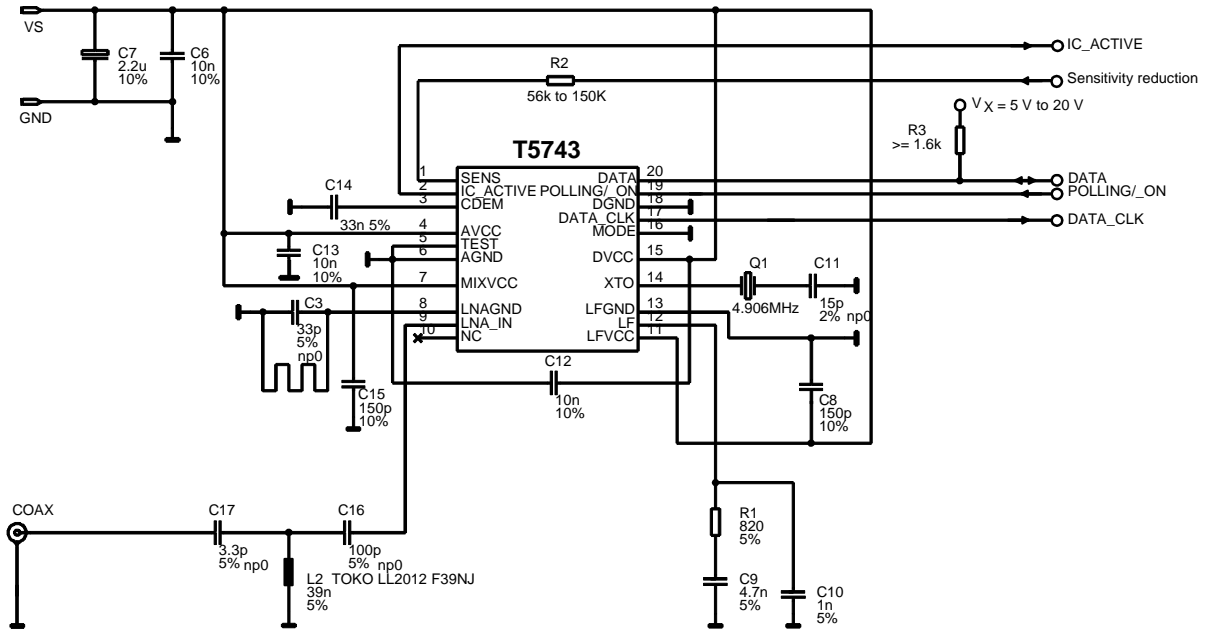 VS
C7
2.2u
10%
C6
10n
10%
GND
IC_ACTIVE
R2
56k to 150K
Sensitivity reduction
V X = 5 V to 20 V
R3
>= 1.6k
T5743
1 SENS DATA 20
2 IC_ACTIVE POLLING/_ON 19
3 CDEM DGND 18
DATA_CLK 17
4 AVCC MODE 16
5 TEST
6 AGND DVCC 15
7 MIXVCC XTO 14
8 LNAGND LFGND 13
9 LNA_IN LF 12
10 NC LFVCC 11
DATA
POLLING/_ON
DATA_CLK
C14
33n 5%
C13
10n
10%
Q1
4.906MHz
C11
15p
2% np0
C3
33p
5%
np0
C12
10n
10%
C15
150p
10%
C8
150p
10%
COAX
C17
3.3p
5% np0
C16
100p
5% np0
L2 TOKO LL2012 F39NJ
39n
5%
R1
820
5%
C9
4.7n
5%
C10
1n
5%